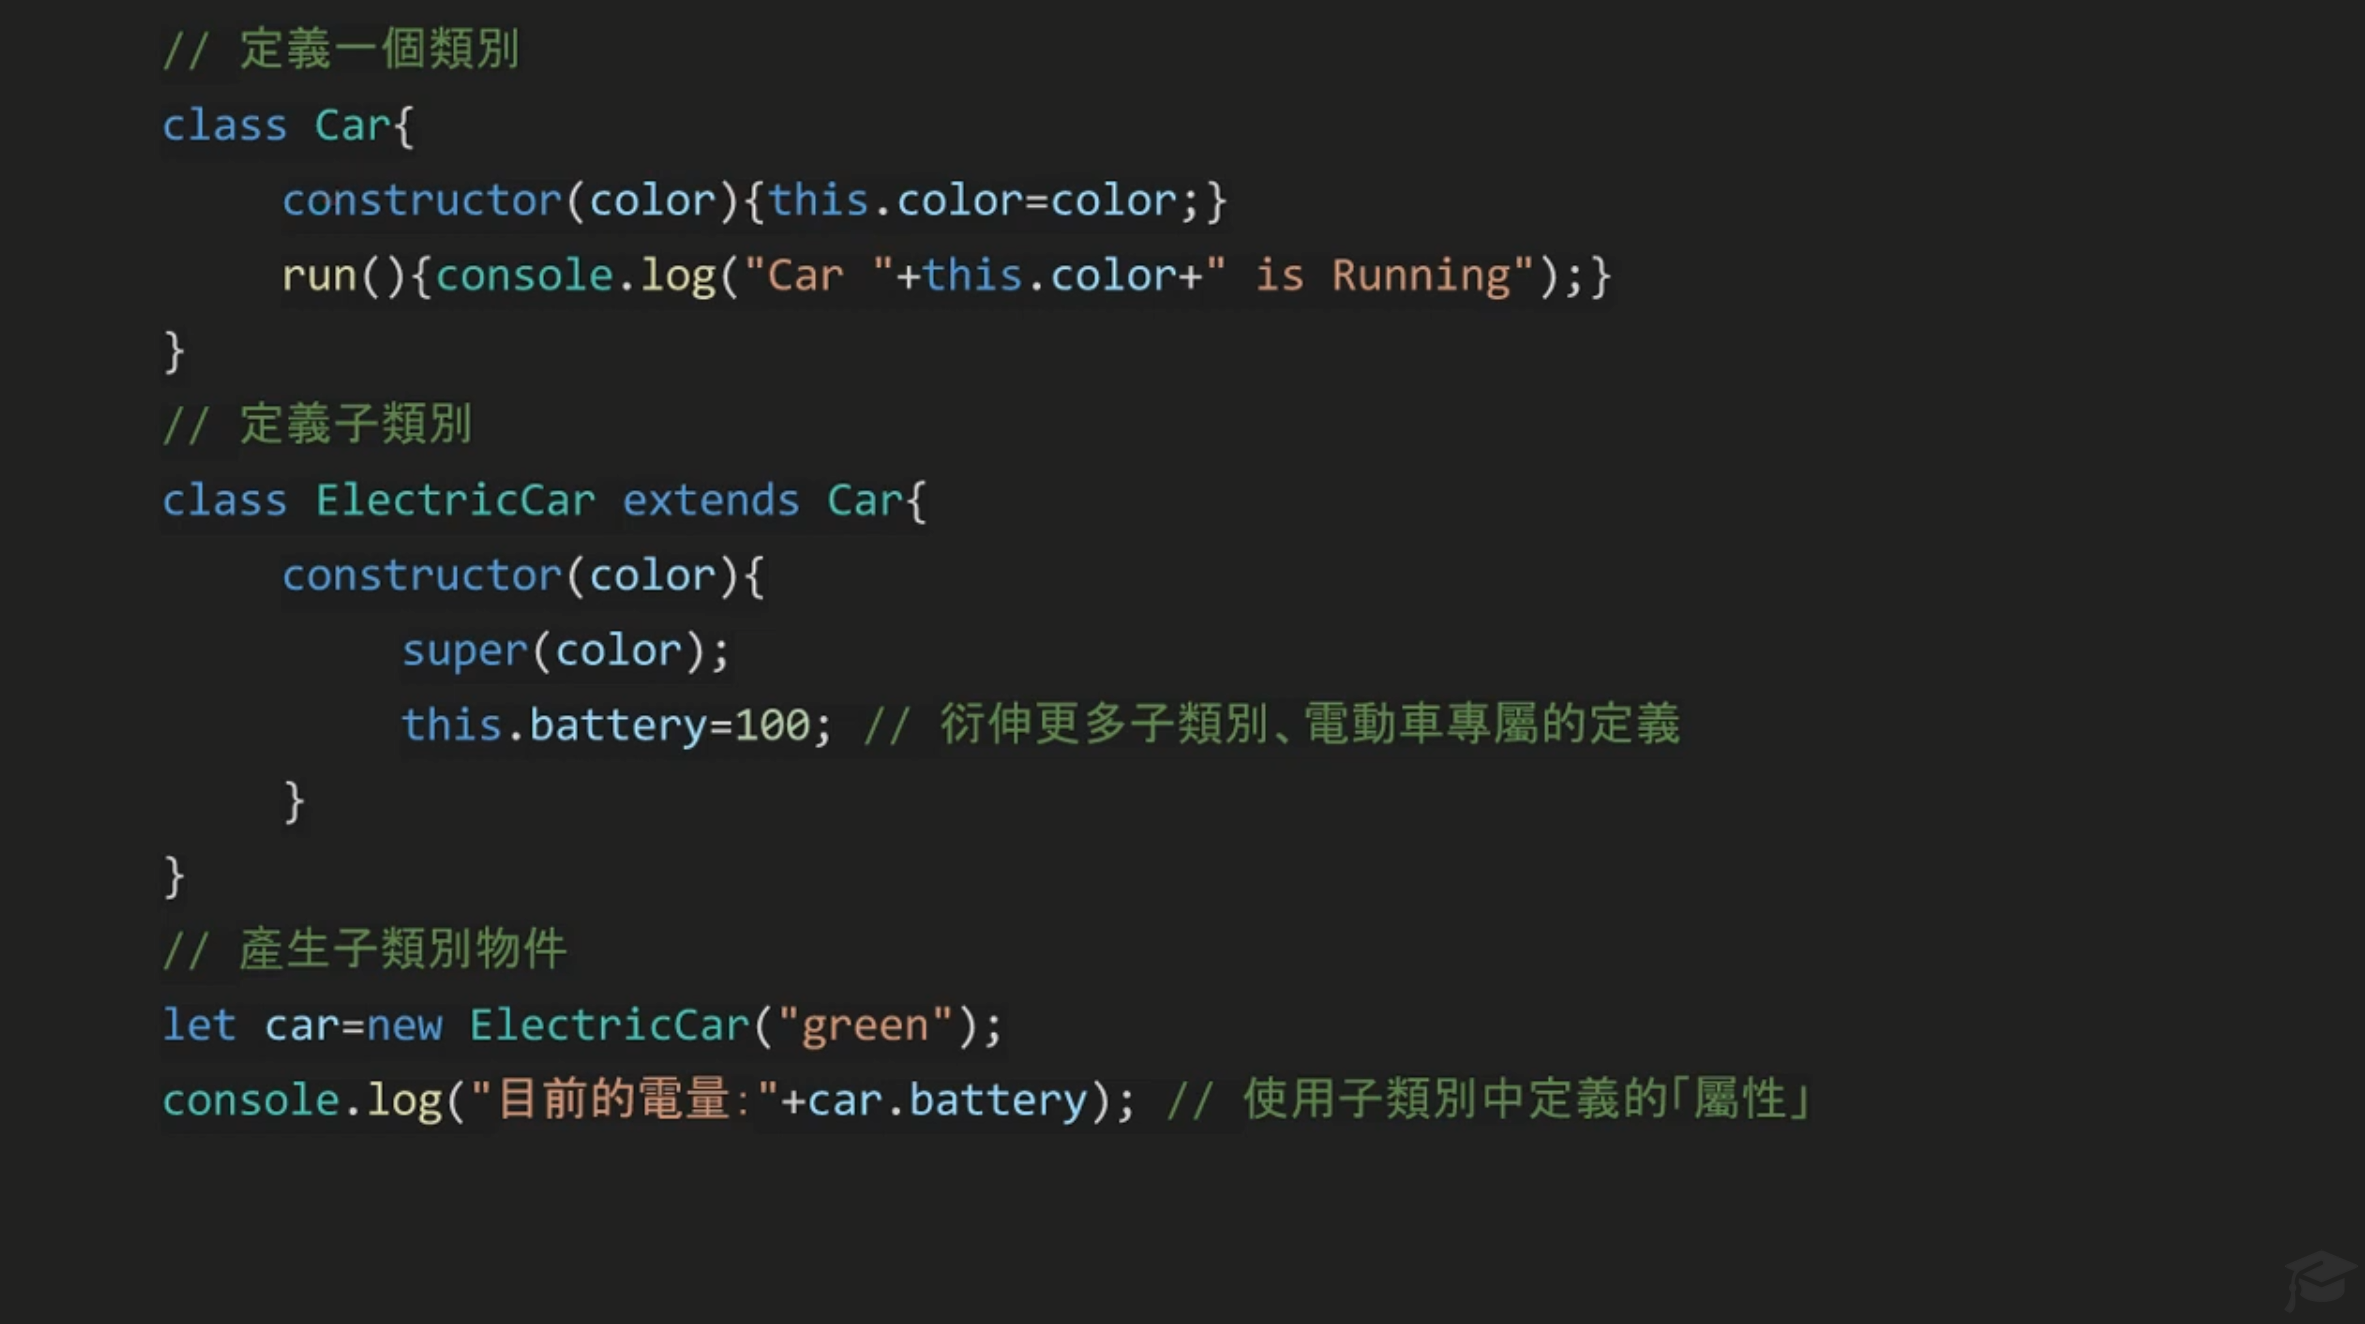 // 定義一個類別
class Car{
constructor(color){this.color=color;}
run(){console.log("Car "+this.color+" is Running");}
}
// 定義子類別
class ElectricCar extends Car{
constructor(color){
super(color);
this.battery=100; // 衍伸更多子類別、電動車專屬的定義
}
}
// 產生子類別物件
let car=new ElectricCar("green");
console.log("目前的電量:"+car.battery); // 使用子類別中定義的「屬性」